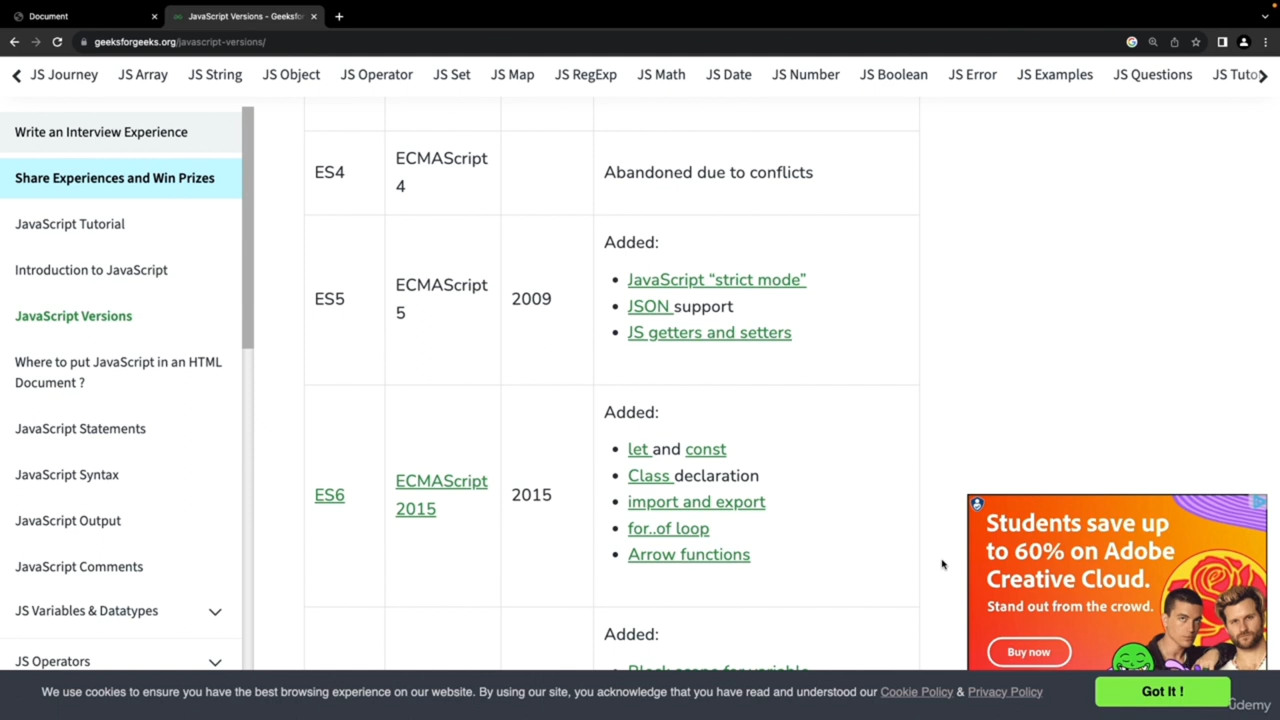 Document
JavaScript Versions - Geeksfor
geeksforgeeks.org/javascript-versions/
JS Journey
JS Array
JS String
JS Object
JS Operator
JS Set
JS Map
JS RegExp
JS Math
JS Date
JS Number
JS Boolean
JS Error
JS Examples
JS Questions
JS Tuto
Write an Interview Experience
Share Experiences and Win Prizes
JavaScript Tutorial
Introduction to JavaScript
JavaScript Versions
Where to put JavaScript in an HTML
Document ?
JavaScript Statements
JavaScript Syntax
JavaScript Output
JavaScript Comments
JS Variables & Datatypes
JS Operators
ES4
ECMAScript
4
Abandoned due to conflicts
ES5
ECMAScript
5
2009
Added:
• JavaScript “strict mode”
• JSON support
• JS getters and setters
ES6
ECMAScript
2015
2015
Added:
• let and const
• Class declaration
• import and export
• for..of loop
• Arrow functions
Added:
• Block scope for variable
Students save up
to 60% on Adobe
Creative Cloud.
Stand out from the crowd.
Buy now
We use cookies to ensure you have the best browsing experience on our website. By using our site, you acknowledge that you have read and understood our Cookie Policy & Privacy Policy
Got It !
ûdemy